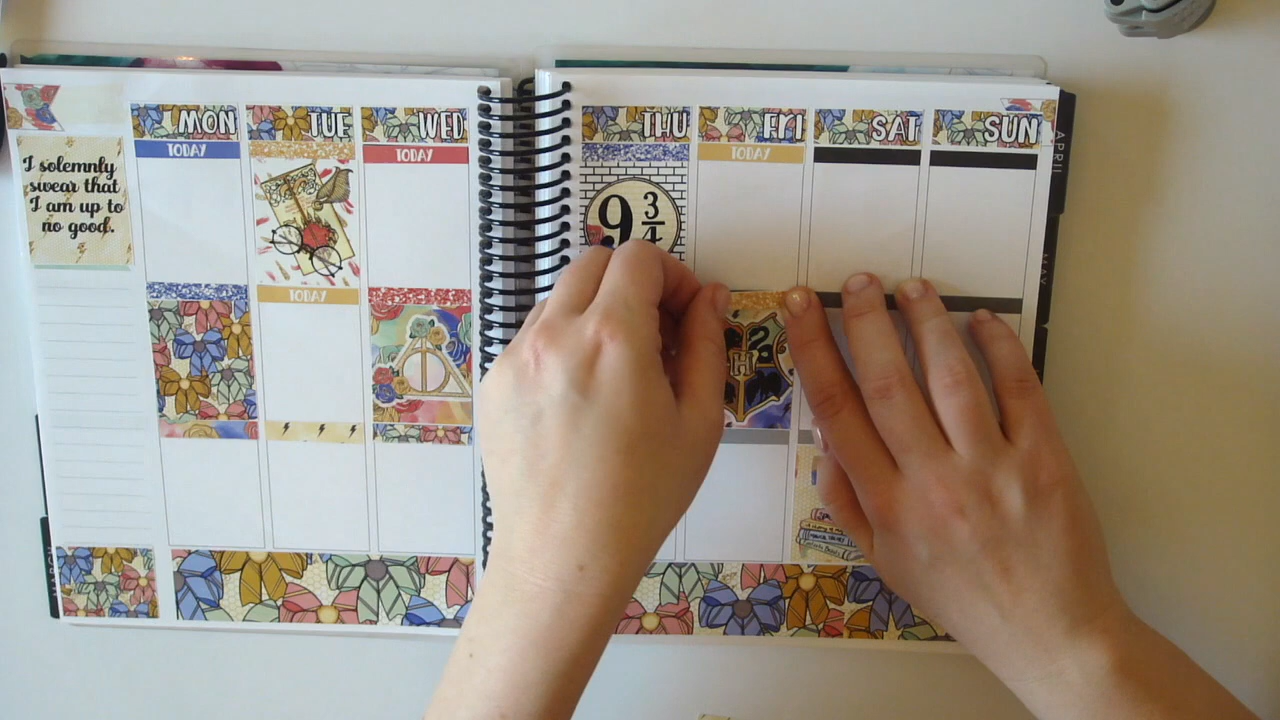 MON
TUE
WED
THU
FRI
SAT
SUN
TODAY
TODAY
TODAY
I solemnly
swear that
I am up to
no good.
9 3/4
TODAY
H
APRIL
MAY
MARCH